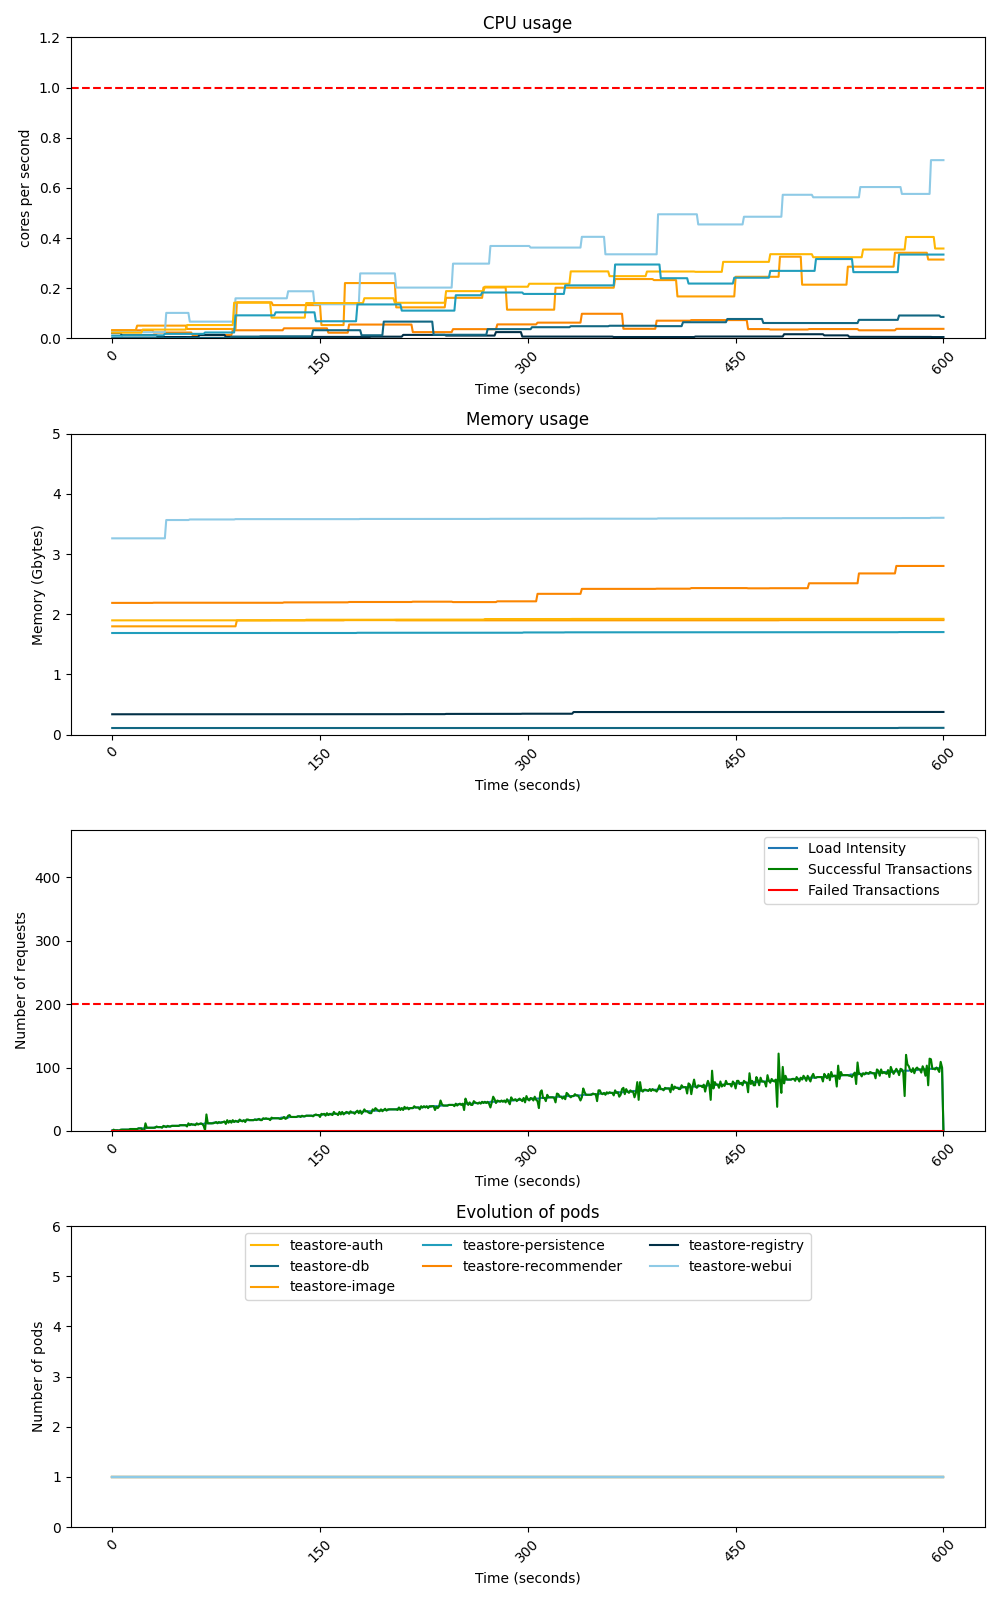 CPU usage
1.2
1.0
0.8
0.6
0.4
0.2
0.0
cores per second
0 150 300 450 600
Time (seconds)
Memory usage
5
4
3
2
1
0
Memory (Gbytes)
0 150 300 450 600
Time (seconds)
400
300
200
100
0
Number of requests
Load Intensity
Successful Transactions
Failed Transactions
0 150 300 450 600
Time (seconds)
Evolution of pods
6
5
4
3
2
1
0
Number of pods
teastore-auth teastore-persistence teastore-registry
teastore-db teastore-recommender teastore-webui
teastore-image
0 150 300 450 600
Time (seconds)